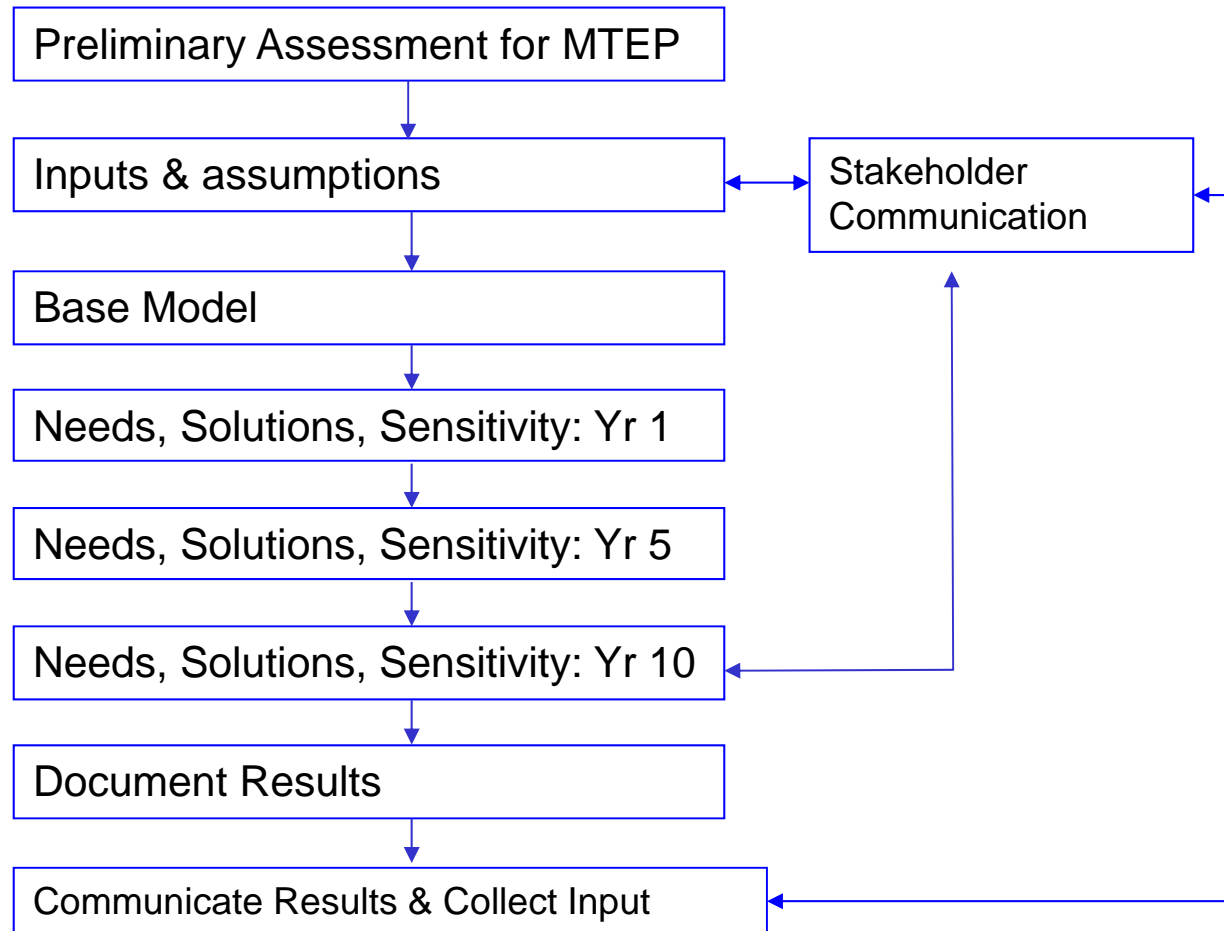 Preliminary Assessment for MTEP
Inputs & assumptions
Stakeholder
Communication
Base Model
Needs, Solutions, Sensitivity: Yr 1
Needs, Solutions, Sensitivity: Yr 5
Needs, Solutions, Sensitivity: Yr 10
Document Results
Communicate Results & Collect Input